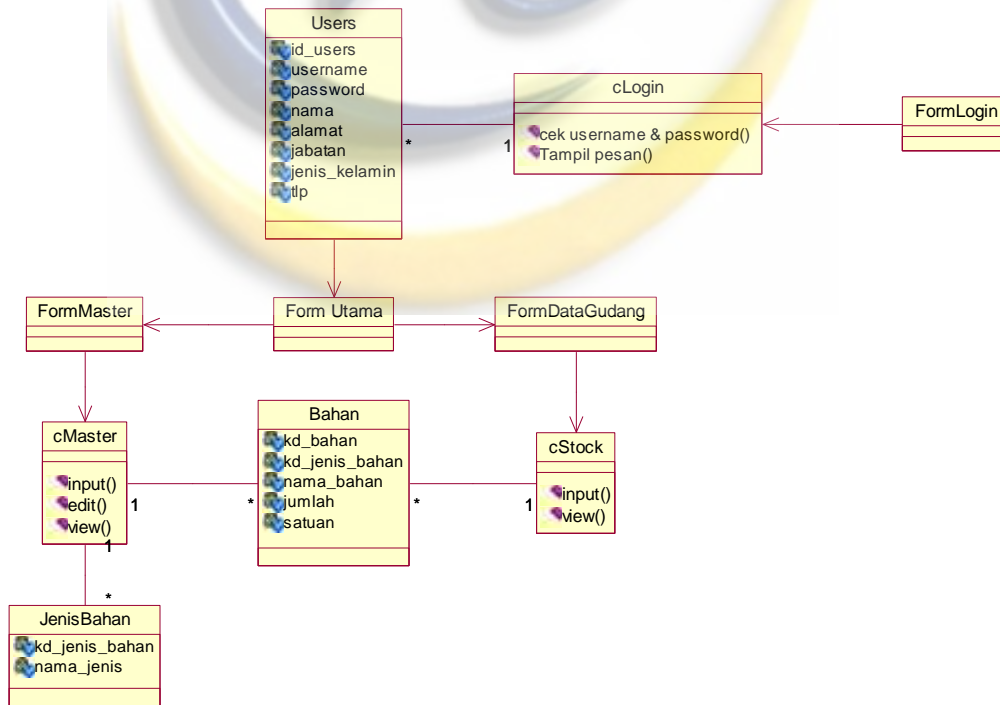 Users
id_users
username
password
nama
alamat
jabatan
jenis_kelamin
tlp
*
1
cLogin
cek username & password()
Tampil pesan()
FormLogin
FormMaster
Form Utama
FormDataGudang
cMaster
input()
edit()
view()
1
*
Bahan
kd_bahan
kd_jenis_bahan
nama_bahan
jumlah
satuan
*
1
cStock
input()
view()
1
*
JenisBahan
kd_jenis_bahan
nama_jenis